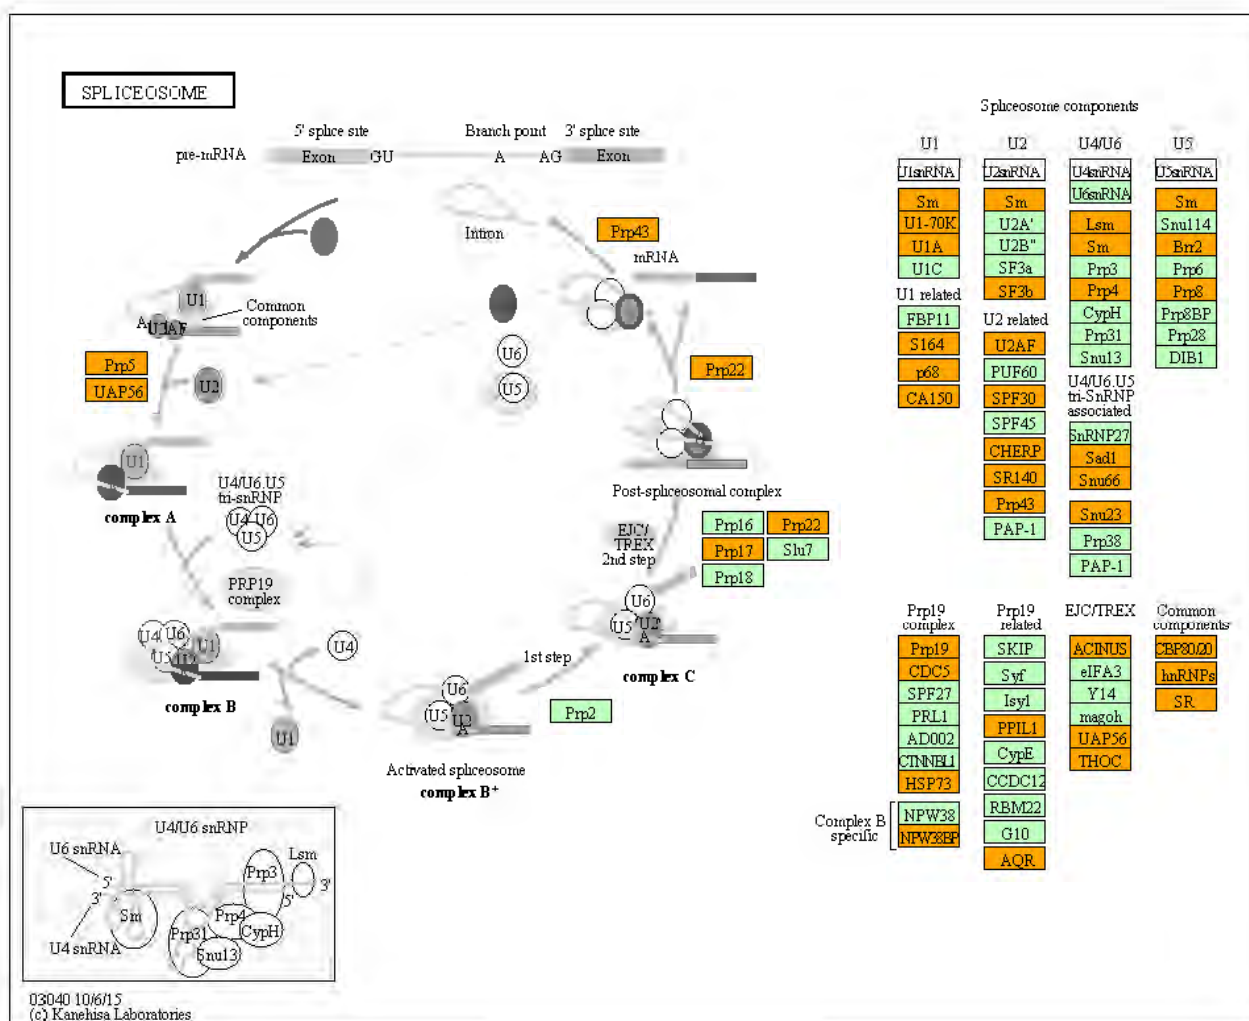 SPLICEOSOME
5' splice site
Branch point
3' splice site
pre-mRNA
Exon
GU
A
AG
Exon
Intron
Prp43
mRNA
U1
A
U2AF
Common
components
Prp5
UAP56
U2
U6
U5
Prp22
U1
complex A
U4/U6.U5
tri-snRNP
U4 U6
U5
PRP19
complex
Post-spliceosomal complex
EJC/
TREX
2nd step
Prp16
Prp22
Prp17
Slu7
Prp18
U6
U5
U2
A
complex C
U4 U6
U5
U1
complex B
U4
U1
1st step
U6
U5
U2
A
Prp2
Activated spliceosome
complex B*
Spliceosome components
U1
U1snRNA
Sm
U1-70K
U1A
U1C
U1 related
FBP11
S164
p68
CA150
U2
U2snRNA
Sm
U2A'
U2B"
SF3a
SF3b
U2 related
U2AF
PUF60
SPF30
SPF45
CHERP
SR140
Prp43
PAP-1
U4/U6
U4snRNA
U6snRNA
Lsm
Sm
Prp3
Prp4
CypH
Prp31
Snu13
U4/U6.U5
tri-SnRNP
associated
SnRNP27
Sad1
Snu66
Snu23
Prp38
PAP-1
U5
U5snRNA
Sm
Snu114
Brr2
Prp6
Prp8
Prp8BP
Prp28
DIB1
Prp19
complex
Prp19
CDC5
SPF27
PRL1
AD002
CTNNBL1
HSP73
Complex B
specific
NPW38
NPW38BP
Prp19
related
SKIP
Syf
Isy1
PPIL1
CypE
CCDC12
RBM22
G10
AQR
EJC/TREX
ACINUS
eIFA3
Y14
magoh
UAP56
THOC
Common
components
CBP80/20
hnRNPs
SR
U4/U6 snRNP
U6 snRNA
5'
3'
Sm
U4 snRNA
Prp3
Lsm
3'
5'
Prp4
Prp31
CypH
Snu13
03040 10/6/15
(c) Kanehisa Laboratories